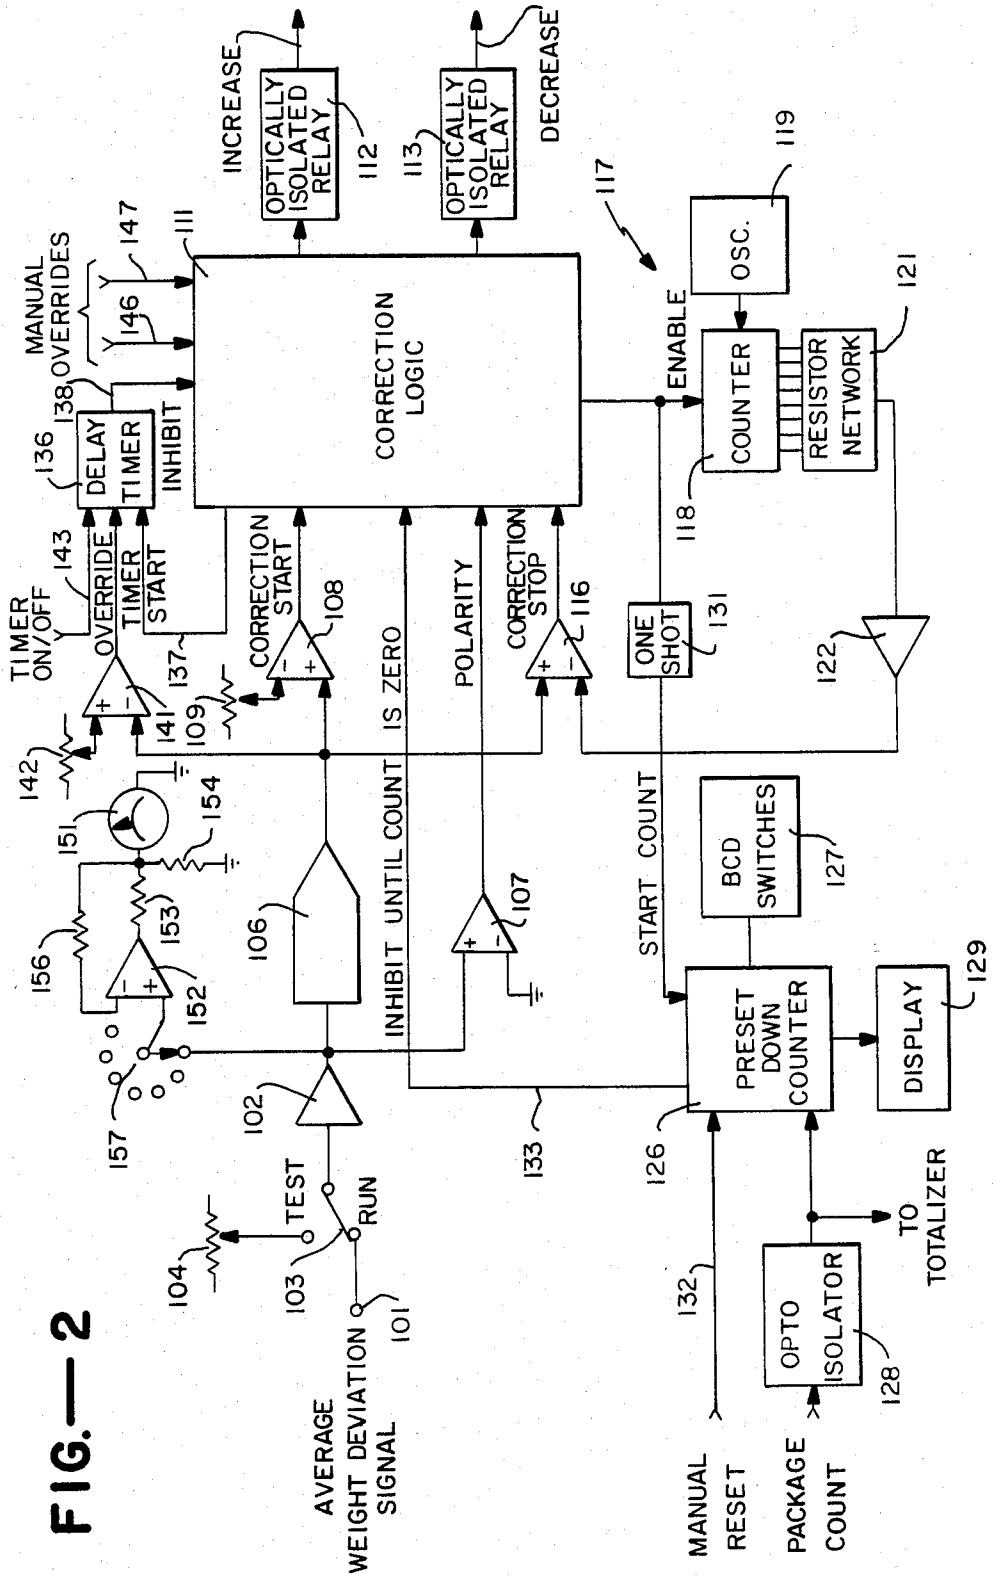 FIG.—2
AVERAGE
WEIGHT DEVIATION
SIGNAL
101
104
TEST
103
RUN
102
157
156
152
153
151
154
106
107
142
141
TIMER
ON/OFF
143
OVERRIDE
TIMER
START
137
109
CORRECTION
START
108
INHIBIT UNTIL COUNT IS ZERO
POLARITY
CORRECTION
STOP
116
136
DELAY
TIMER
138
INHIBIT
MANUAL
OVERRIDES
146
147
111
CORRECTION
LOGIC
INCREASE
OPTICALLY
ISOLATED
RELAY
112
113
OPTICALLY
ISOLATED
RELAY
DECREASE
117
ENABLE
OSC.
119
118
COUNTER
RESISTOR
NETWORK
121
122
ONE
SHOT
131
START COUNT
BCD
SWITCHES
127
133
126
PRESET
DOWN
COUNTER
DISPLAY
129
MANUAL
RESET
132
PACKAGE
COUNT
OPTO
ISOLATOR
128
TO
TOTALIZER
+
-
+
-
+
-
+
-
+
-